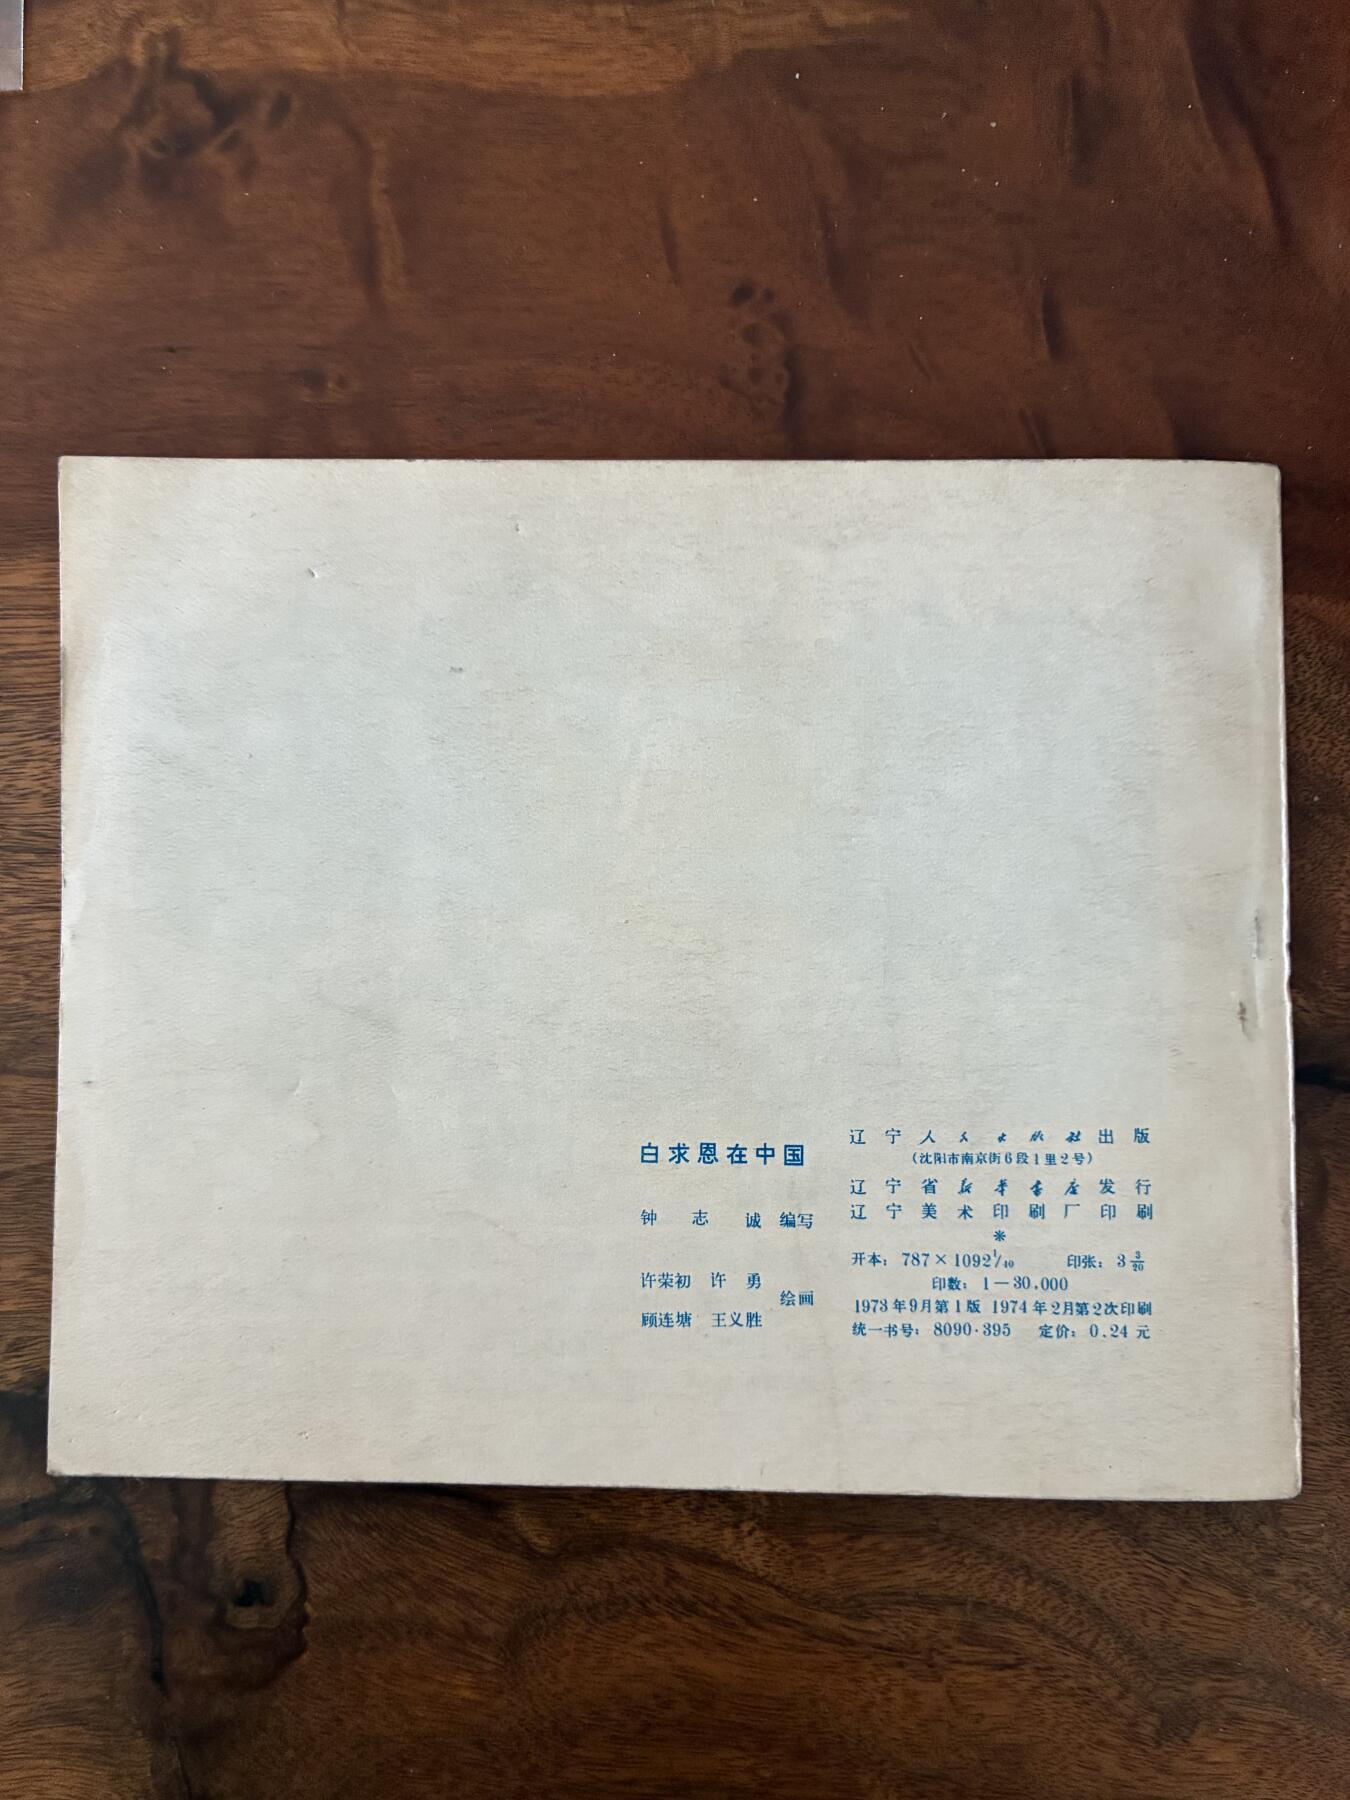 白求恩在中国
钟志诚 编写
许荣初 许勇
绘画
顾连塘 王义胜
辽宁人民出版社出版
(沈阳市南京街6段1里2号)
辽宁省新华书店发行
辽宁美术印刷厂印刷
*
开本：787×1092 1/40 印张：3 3/20
印数：1—30,000
1973年9月第1版 1974年2月第2次印刷
统一书号：8090·395 定价：0.24元